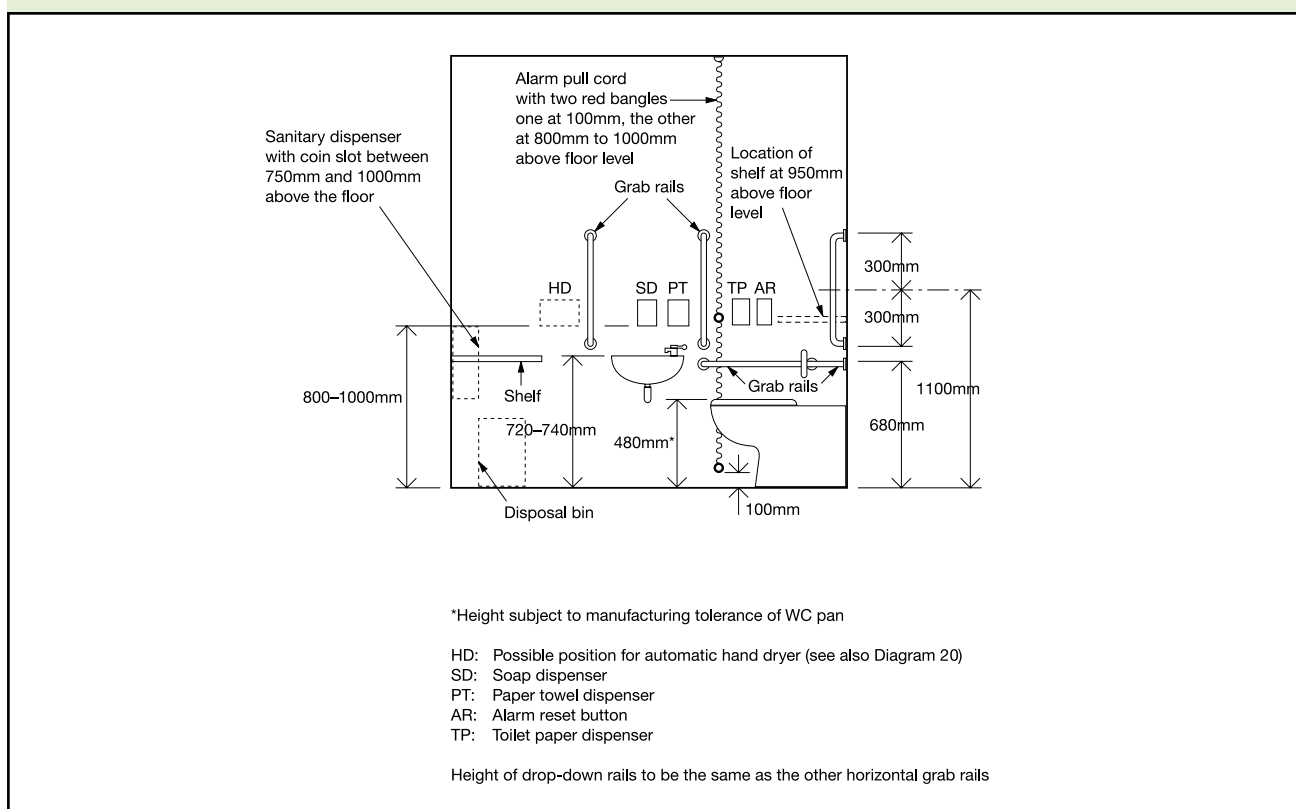 Alarm pull cord
with two red bangles
one at 100mm, the other
at 800mm to 1000mm
above floor level
Sanitary dispenser
with coin slot between
750mm and 1000mm
above the floor
Location of
shelf at 950mm
above floor
level
Grab rails
300mm
HD
SD
PT
TP
AR
300mm
Grab rails
1100mm
800–1000mm
Shelf
720–740mm
480mm*
680mm
Disposal bin
100mm
*Height subject to manufacturing tolerance of WC pan
HD: Possible position for automatic hand dryer (see also Diagram 20)
SD: Soap dispenser
PT: Paper towel dispenser
AR: Alarm reset button
TP: Toilet paper dispenser
Height of drop-down rails to be the same as the other horizontal grab rails